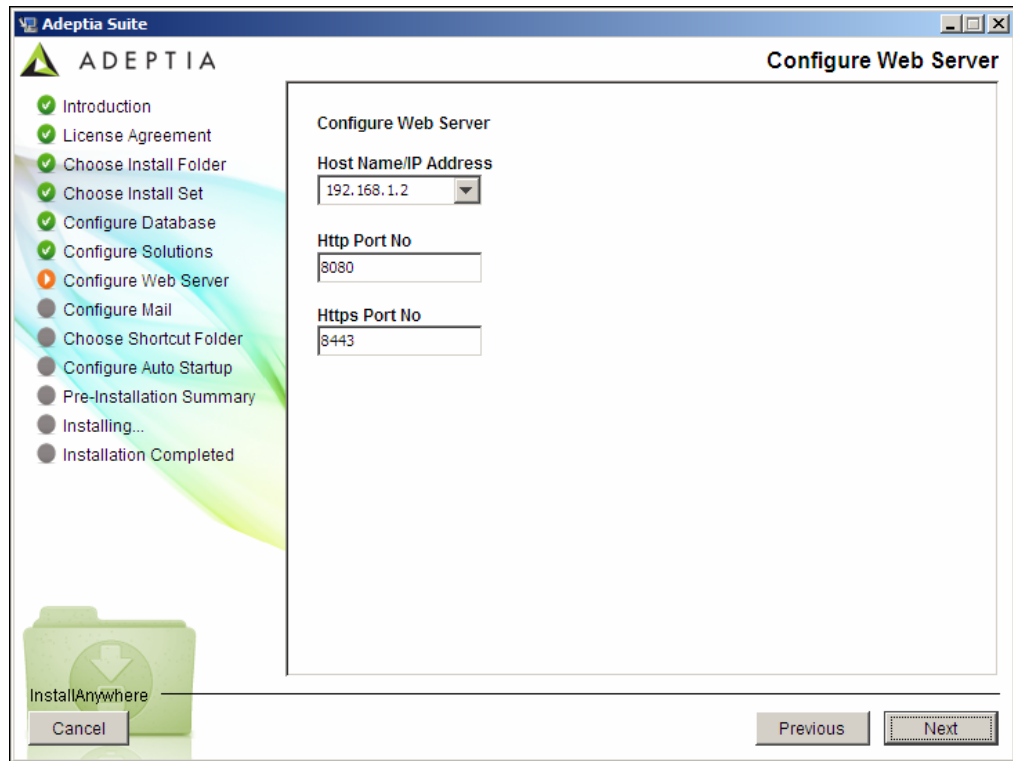 Adeptia Suite
ADEPTIA
Configure Web Server
Introduction
License Agreement
Choose Install Folder
Choose Install Set
Configure Database
Configure Solutions
Configure Web Server
Configure Mail
Choose Shortcut Folder
Configure Auto Startup
Pre-Installation Summary
Installing...
Installation Completed
Configure Web Server
Host Name/IP Address
192.168.1.2
Http Port No
8080
Https Port No
8443
InstallAnywhere
Cancel
Previous
Next